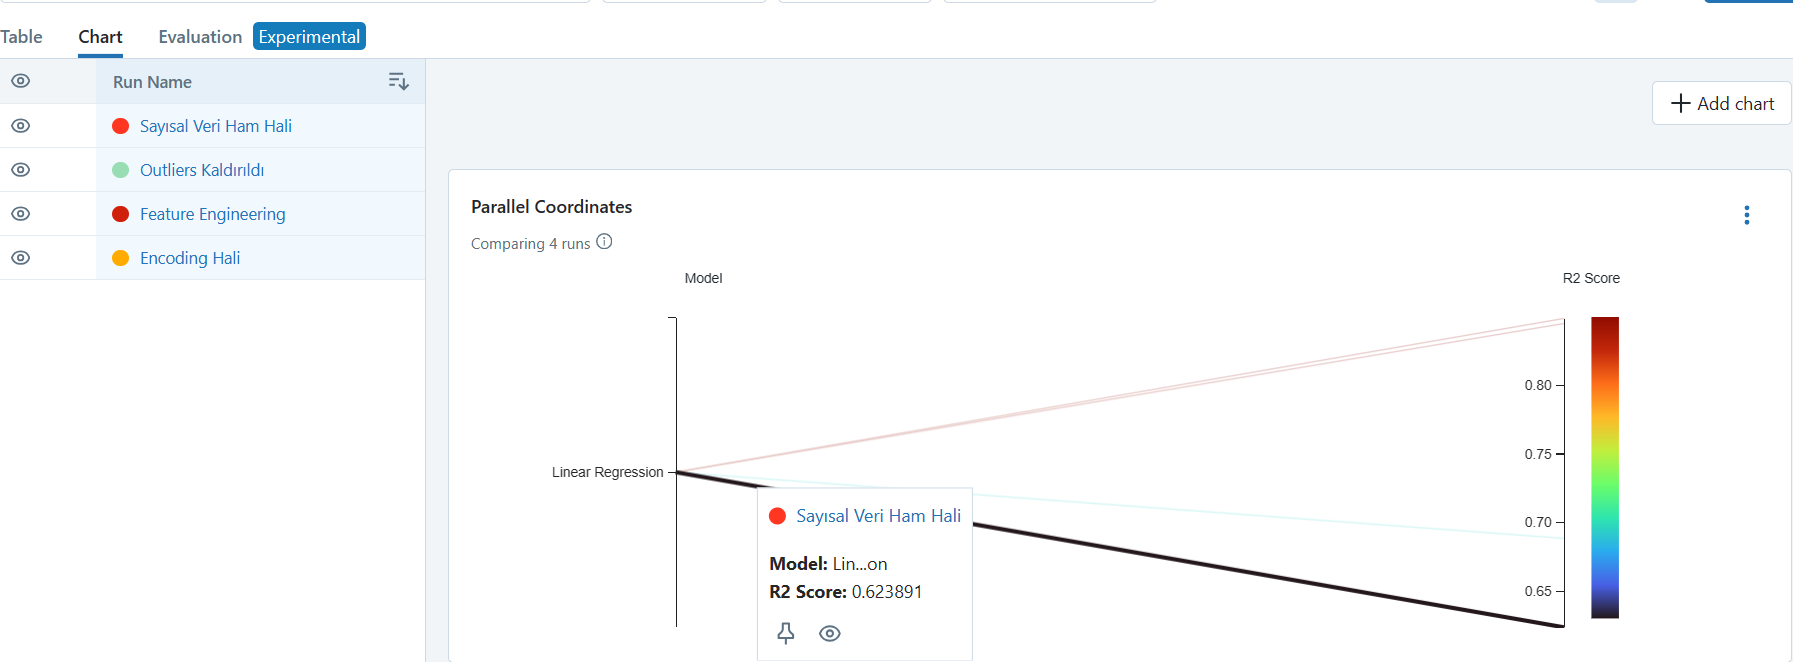 Table Chart Evaluation Experimental
Run Name
Sayısal Veri Ham Hali
Outliers Kaldırıldı
Feature Engineering
Encoding Hali
Add chart
Parallel Coordinates
Comparing 4 runs
Model
R2 Score
0.80
0.75
Linear Regression
0.70
0.65
Sayısal Veri Ham Hali
Model: Lin...on
R2 Score: 0.623891